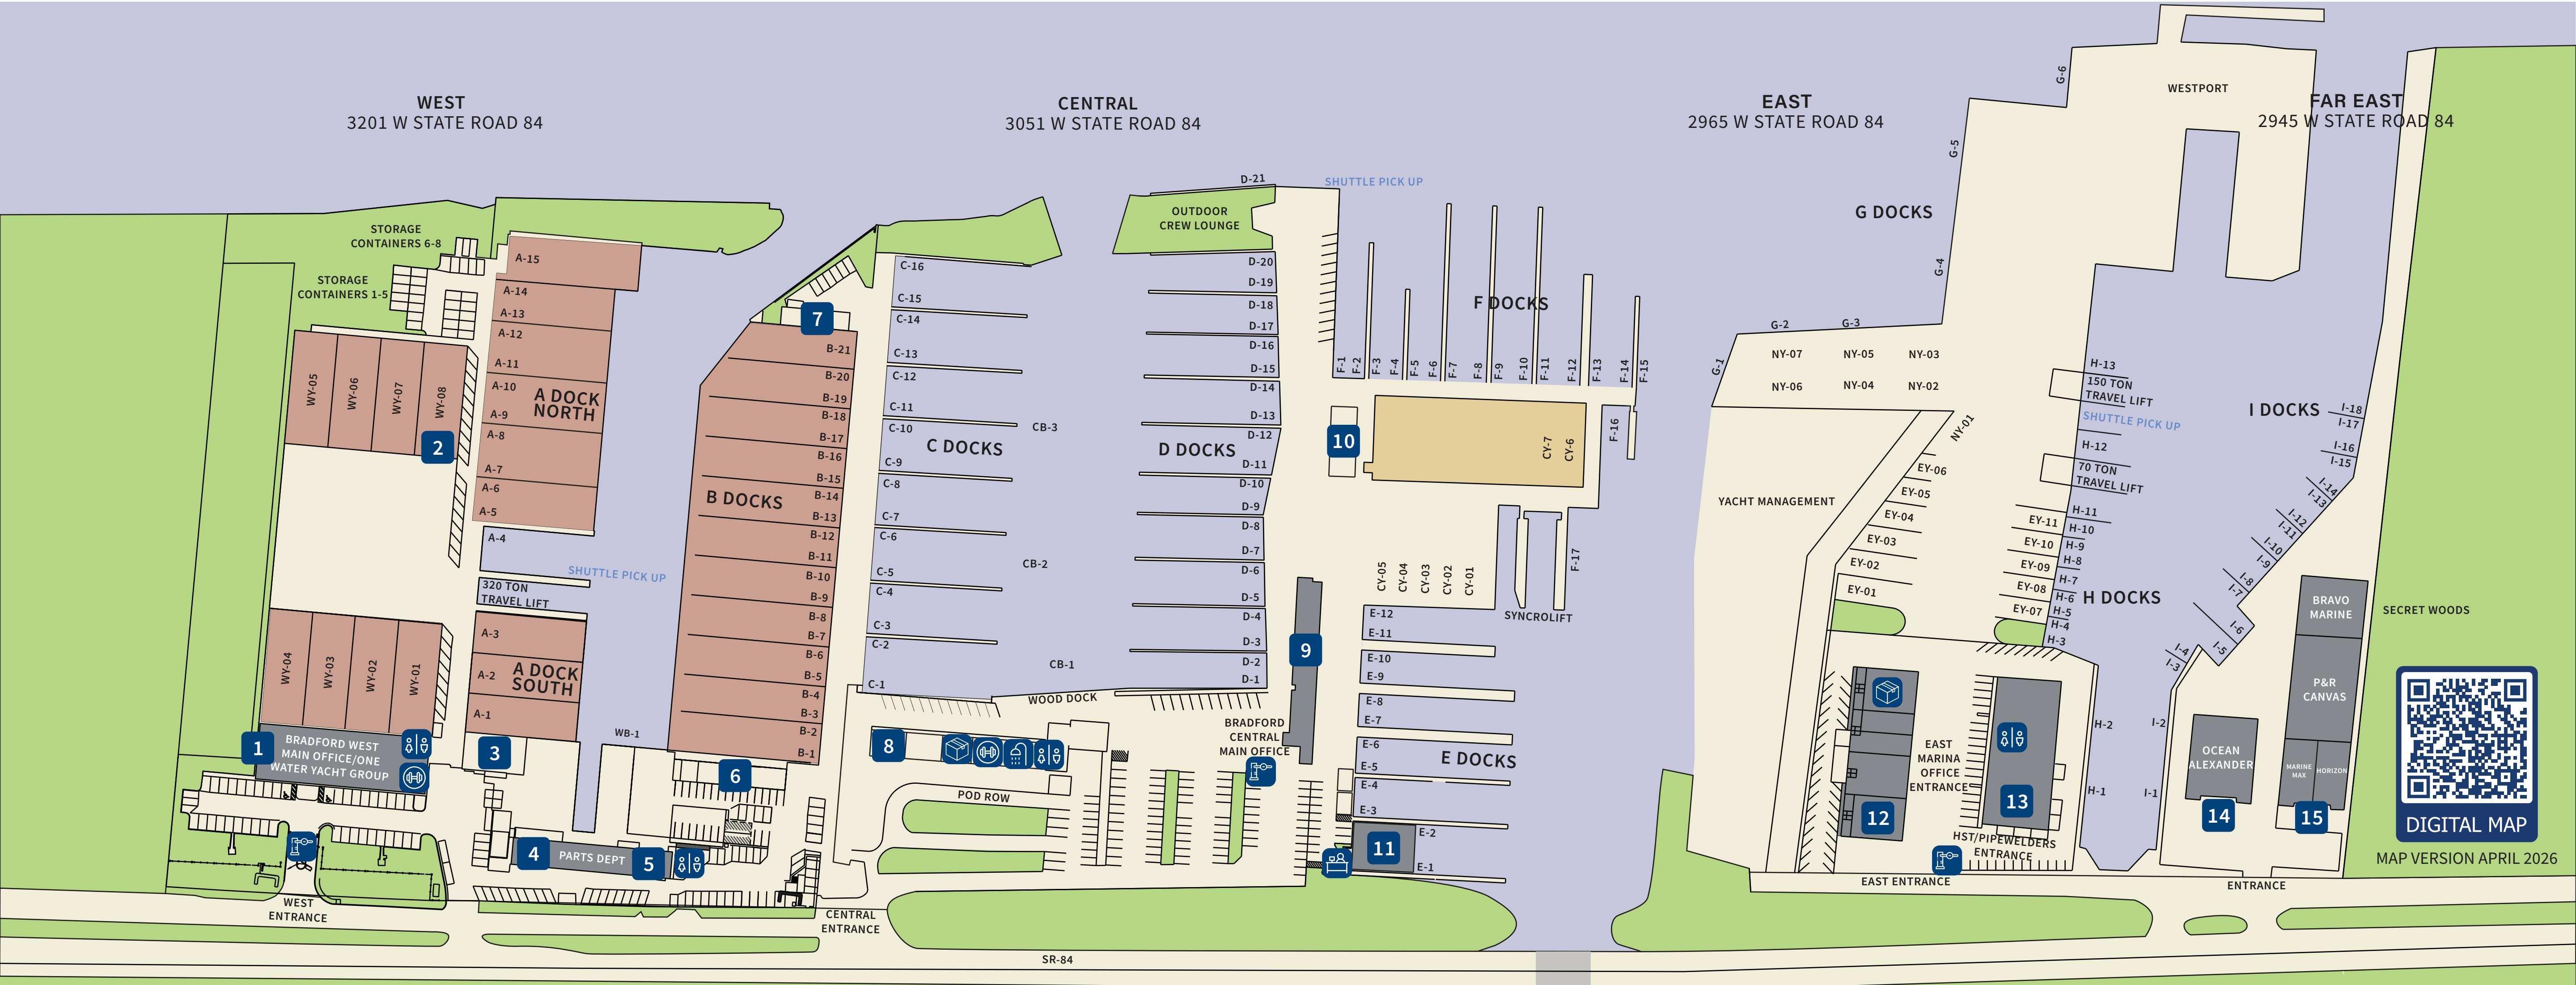 WEST
3201 W STATE ROAD 84
CENTRAL
3051 W STATE ROAD 84
EAST
2965 W STATE ROAD 84
FAR EAST
2945 W STATE ROAD 84
WESTPORT
G-6
G-5
G-4
G DOCKS
G-2
G-3
G-1
STORAGE
CONTAINERS 6-8
STORAGE
CONTAINERS 1-5
WY-05
WY-06
WY-07
WY-08
2
A-15
A-14
A-13
A-12
A-11
A-10
A-9
A-8
A-7
A-6
A-5
A DOCK
NORTH
A-4
SHUTTLE PICK UP
320 TON
TRAVEL LIFT
A-3
A-2
A-1
A DOCK
SOUTH
WY-04
WY-03
WY-02
WY-01
1
BRADFORD WEST
MAIN OFFICE/ONE
WATER YACHT GROUP
3
WB-1
4
PARTS DEPT
5
6
WEST
ENTRANCE
7
B-21
B-20
B-19
B-18
B-17
B-16
B-15
B-14
B-13
B-12
B-11
B-10
B-9
B-8
B-7
B-6
B-5
B-4
B-3
B-2
B-1
B DOCKS
C-16
C-15
C-14
C-13
C-12
C-11
C-10
C-9
C-8
C-7
C-6
C-5
C-4
C-3
C-2
C-1
C DOCKS
CB-3
CB-2
CB-1
WOOD DOCK
8
POD ROW
CENTRAL
ENTRANCE
OUTDOOR
CREW LOUNGE
D-21
D-20
D-19
D-18
D-17
D-16
D-15
D-14
D-13
D-12
D-11
D-10
D-9
D-8
D-7
D-6
D-5
D-4
D-3
D-2
D-1
D DOCKS
BRADFORD
CENTRAL
MAIN OFFICE
9
SHUTTLE PICK UP
F DOCKS
F-1
F-2
F-3
F-4
F-5
F-6
F-7
F-8
F-9
F-10
F-11
F-12
F-13
F-14
F-15
F-16
F-17
10
CY-7
CY-6
CY-05
CY-04
CY-03
CY-02
CY-01
SYNCROLIFT
E-12
E-11
E-10
E-9
E-8
E-7
E-6
E-5
E-4
E-3
E-2
E-1
E DOCKS
11
NY-07
NY-05
NY-03
NY-06
NY-04
NY-02
NY-01
YACHT MANAGEMENT
EY-06
EY-05
EY-04
EY-03
EY-02
EY-01
EY-11
EY-10
EY-09
EY-08
EY-07
H-13
150 TON
TRAVEL LIFT
SHUTTLE PICK UP
H-12
70 TON
TRAVEL LIFT
H-11
H-10
H-9
H-8
H-7
H-6
H-5
H-4
H-3
H DOCKS
H-2
H-1
EAST
MARINA
OFFICE
ENTRANCE
12
13
HST/PIPEWELDERS
ENTRANCE
EAST ENTRANCE
I DOCKS
I-18
I-17
I-16
I-15
I-14
I-13
I-12
I-11
I-10
I-9
I-8
I-7
I-6
I-5
I-4
I-3
I-2
I-1
OCEAN
ALEXANDER
14
BRAVO
MARINE
P&R
CANVAS
MARINE
MAX
HORIZON
15
ENTRANCE
SECRET WOODS
DIGITAL MAP
MAP VERSION APRIL 2026
SR-84